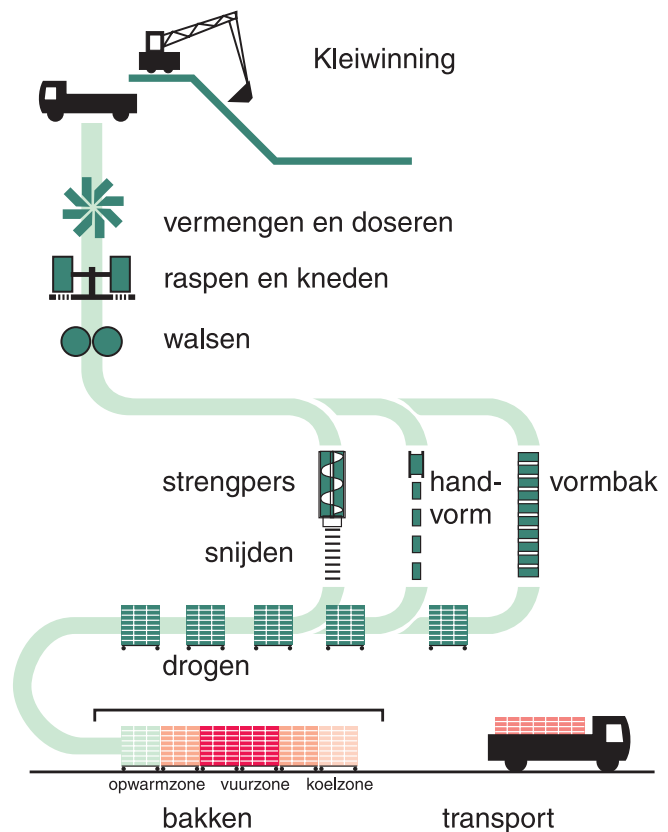 Kleiwinning
vermengen en doseren
raspen en kneden
walsen
strengpers
hand-
vorm
vormbak
snijden
drogen
opwarmzone
vuurzone
koelzone
bakken
transport